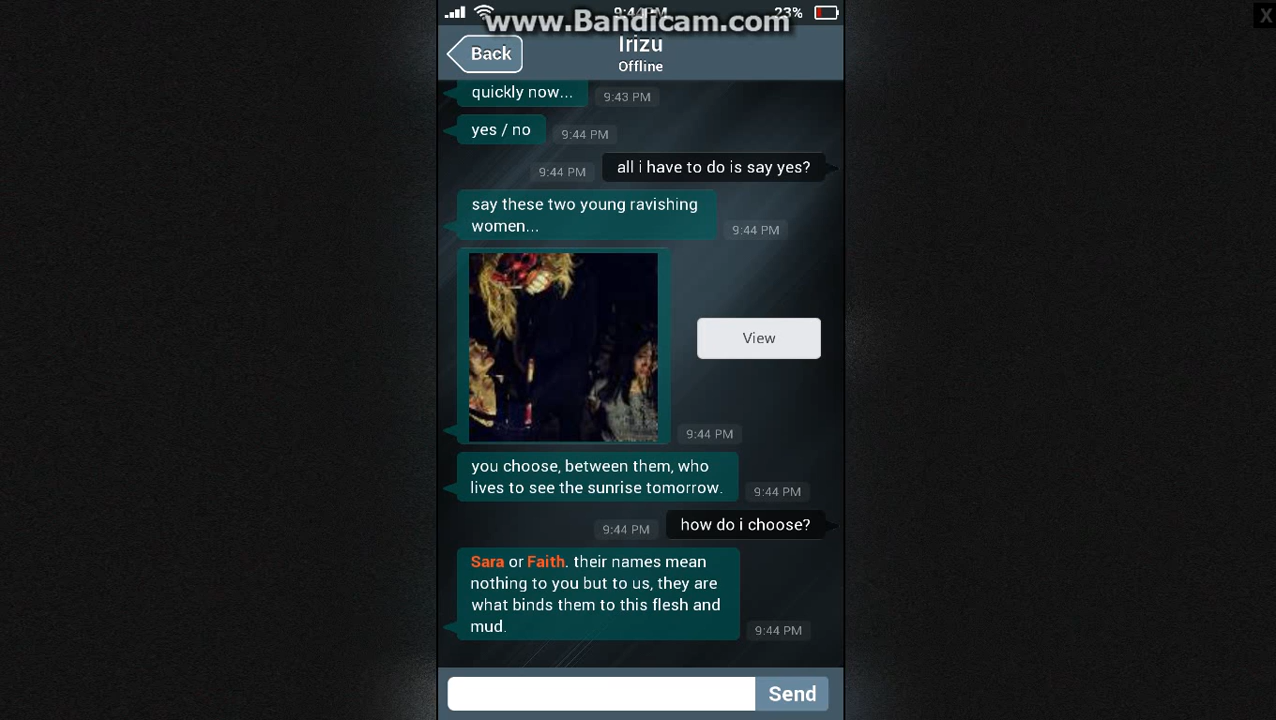 www.Bandicam.com
23%
Back
Irizu
Offline
quickly now...
9:43 PM
yes / no
9:44 PM
all i have to do is say yes?
9:44 PM
say these two young ravishing
women...
9:44 PM
View
9:44 PM
you choose, between them, who
lives to see the sunrise tomorrow.
9:44 PM
how do i choose?
9:44 PM
Sara or Faith. their names mean
nothing to you but to us, they are
what binds them to this flesh and
mud.
9:44 PM
Send
X